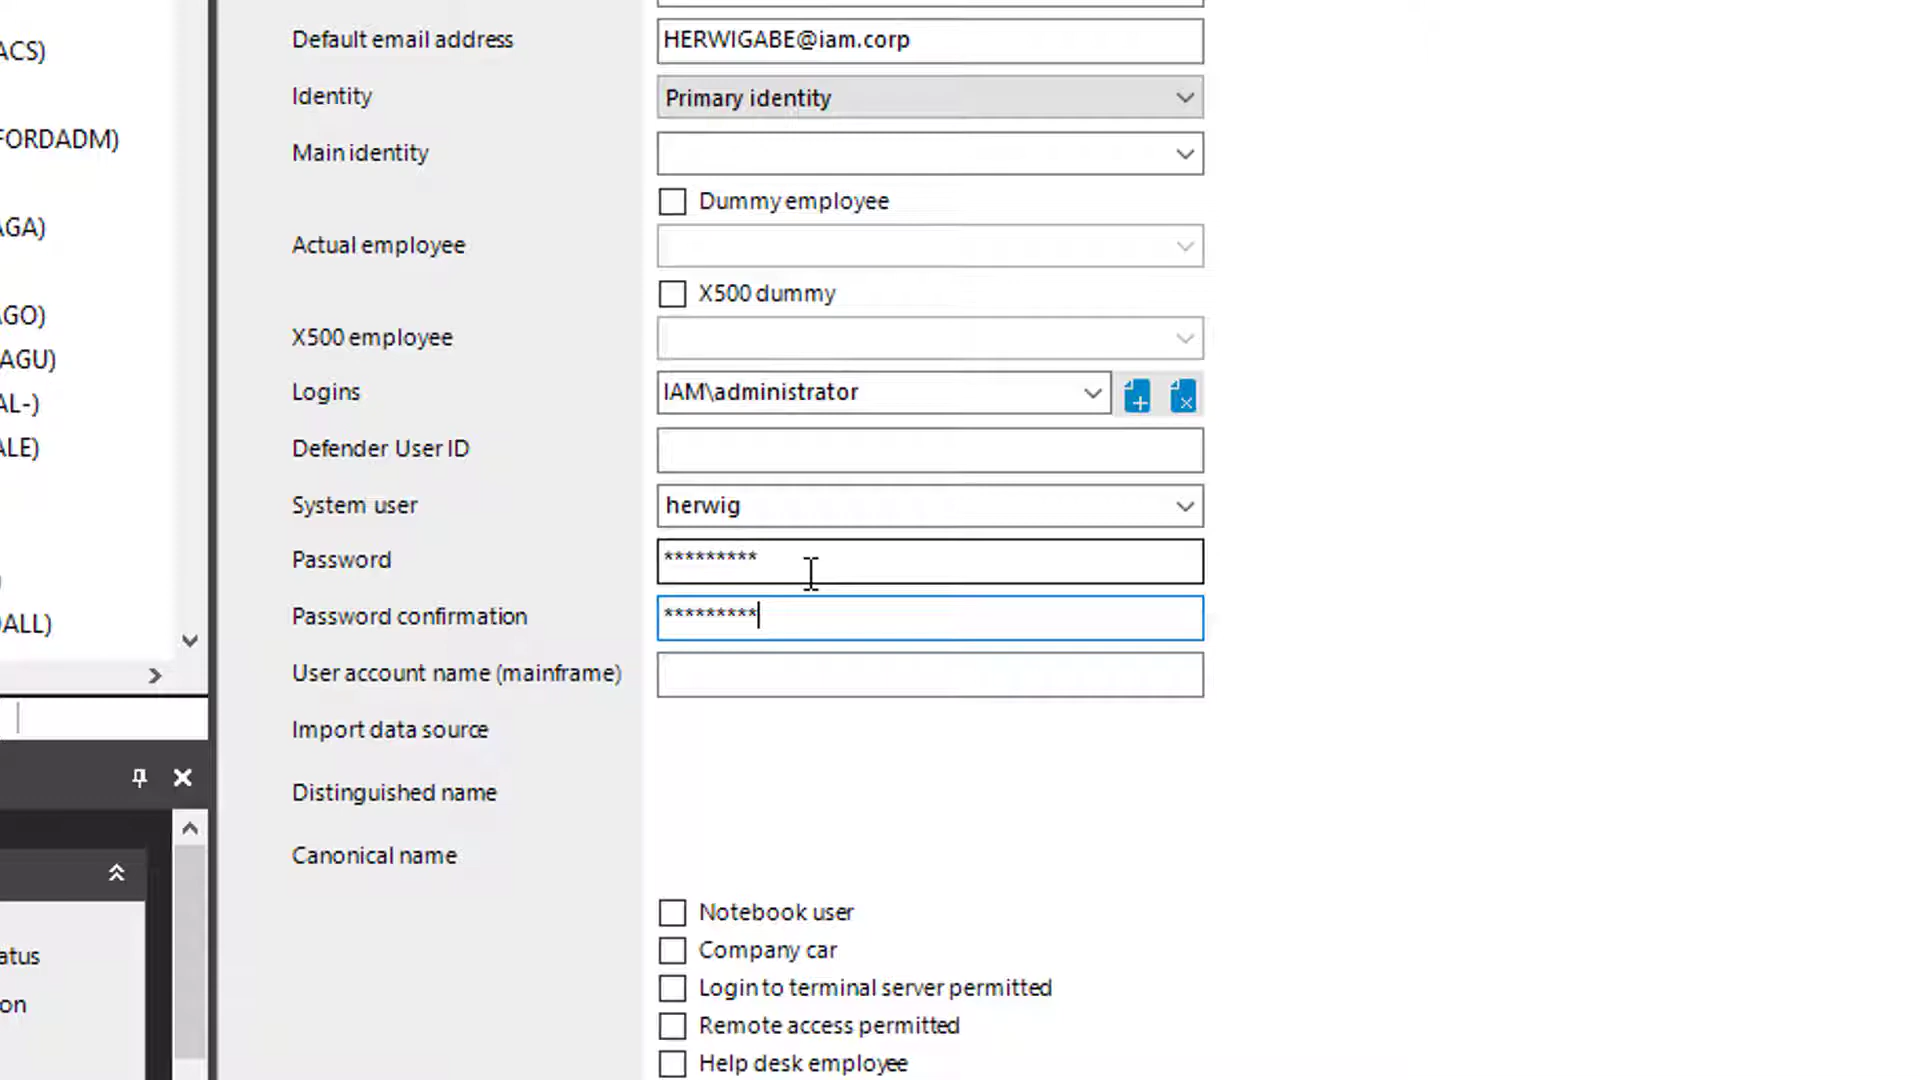 ACS)
FORDADM)
AGA)
AGO)
AGU)
AL-)
ALE)
)
DALL)
atus
on
Default email address HERWIGABE@iam.corp
Identity Primary identity
Main identity
Dummy employee
Actual employee
X500 dummy
X500 employee
Logins IAM\administrator
Defender User ID
System user herwig
Password *********
Password confirmation *********
User account name (mainframe)
Import data source
Distinguished name
Canonical name
Notebook user
Company car
Login to terminal server permitted
Remote access permitted
Help desk employee